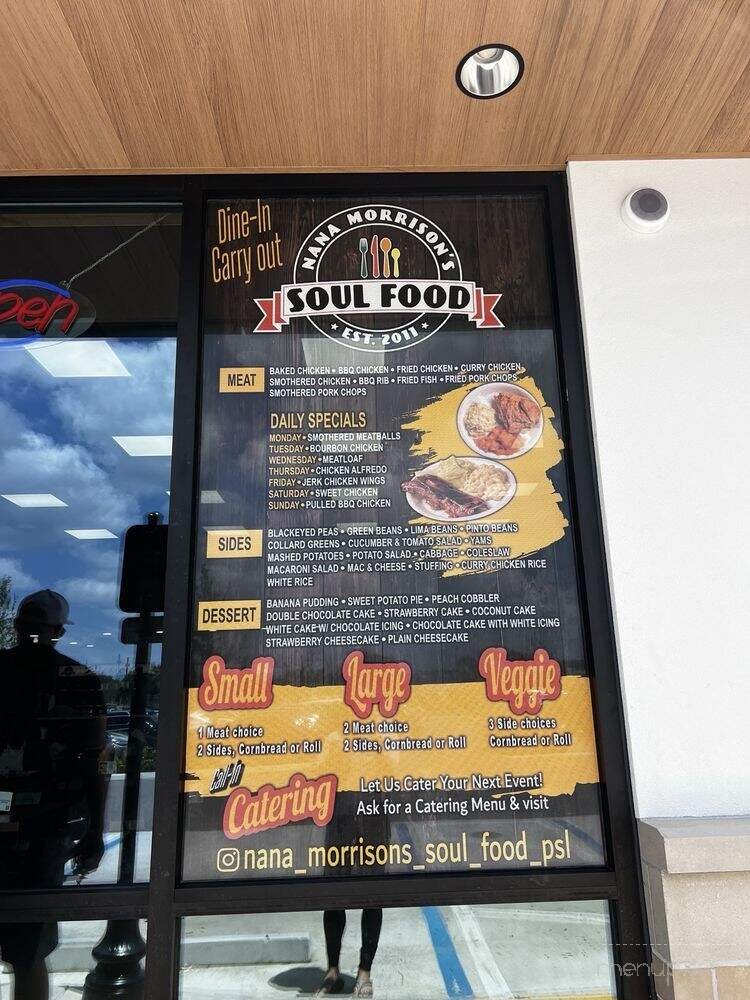 Dine-In
Carry out
NANA MORRISON'S
SOUL FOOD
• EST. 2011 •
pen
MEAT
BAKED CHICKEN • BBQ CHICKEN • FRIED CHICKEN • CURRY CHICKEN
SMOTHERED CHICKEN • BBQ RIB • FRIED FISH • FRIED PORK CHOPS
SMOTHERED PORK CHOPS
DAILY SPECIALS
MONDAY • SMOTHERED MEATBALLS
TUESDAY • BOURBON CHICKEN
WEDNESDAY • MEATLOAF
THURSDAY • CHICKEN ALFREDO
FRIDAY • JERK CHICKEN WINGS
SATURDAY • SWEET CHICKEN
SUNDAY • PULLED BBQ CHICKEN
SIDES
BLACKEYED PEAS • GREEN BEANS • LIMA BEANS • PINTO BEANS
COLLARD GREENS • CUCUMBER & TOMATO SALAD • YAMS
MASHED POTATOES • POTATO SALAD • CABBAGE • COLESLAW
MACARONI SALAD • MAC & CHEESE • STUFFING • CURRY CHICKEN RICE
WHITE RICE
DESSERT
BANANA PUDDING • SWEET POTATO PIE • PEACH COBBLER
DOUBLE CHOCOLATE CAKE • STRAWBERRY CAKE • COCONUT CAKE
WHITE CAKE W/ CHOCOLATE ICING • CHOCOLATE CAKE WITH WHITE ICING
STRAWBERRY CHEESECAKE • PLAIN CHEESECAKE
Small
1 Meat choice
2 Sides, Cornbread or Roll
Large
2 Meat choice
2 Sides, Cornbread or Roll
Veggie
3 Side choices
Cornbread or Roll
Call-In
Catering
Let Us Cater Your Next Event!
Ask for a Catering Menu & visit
nana_morrisons_soul_food_psl